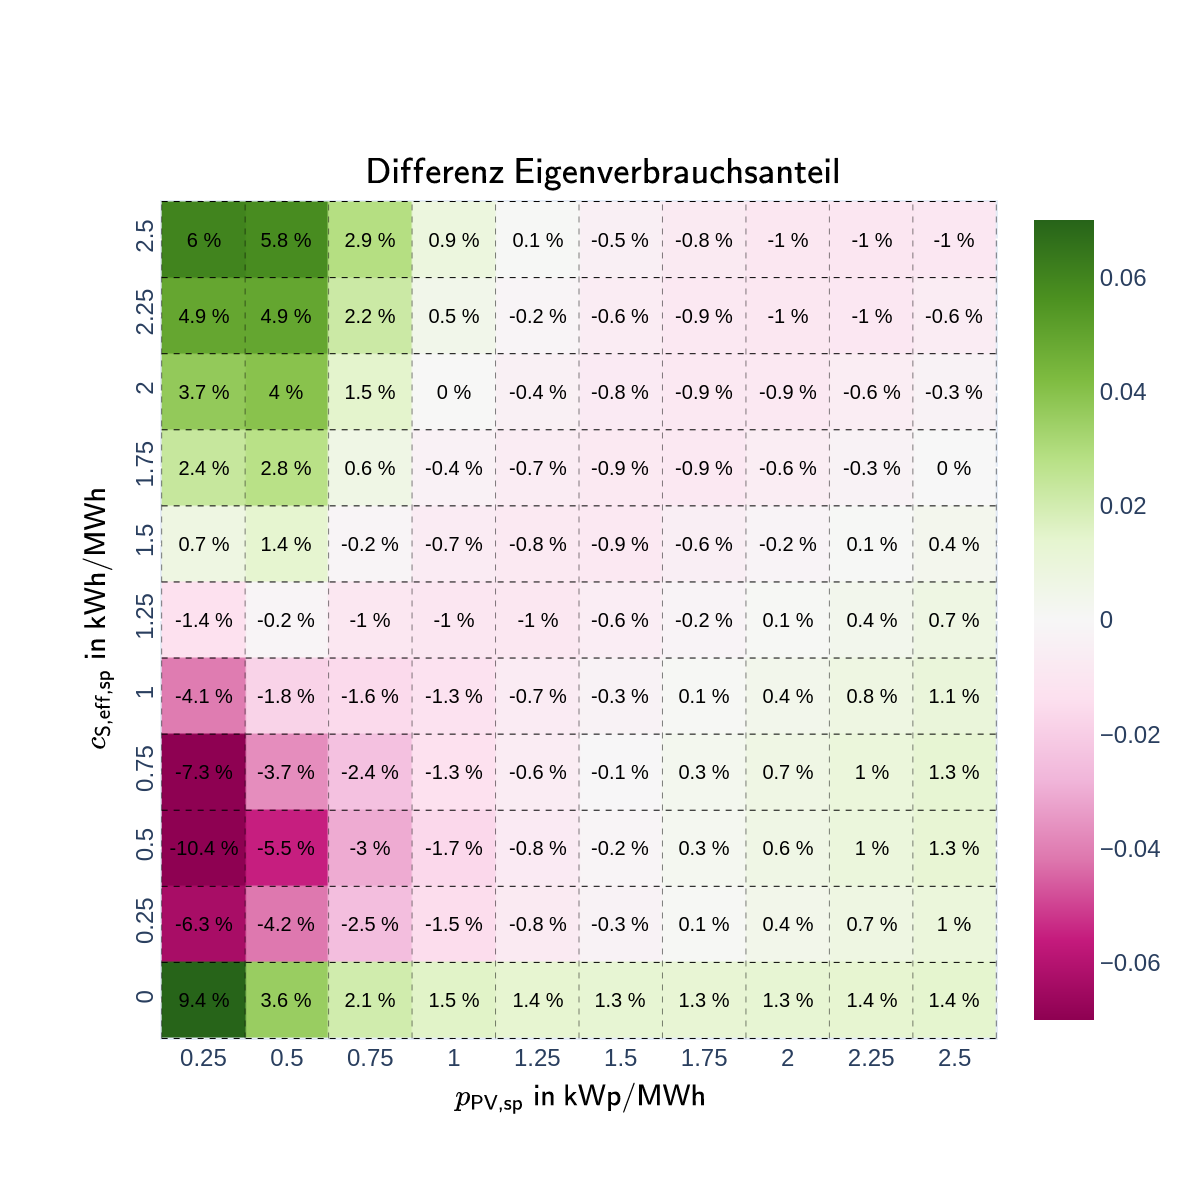 Differenz Eigenverbrauchsanteil
2.5 6 % 5.8 % 2.9 % 0.9 % 0.1 % -0.5 % -0.8 % -1 % -1 % -1 %
2.25 4.9 % 4.9 % 2.2 % 0.5 % -0.2 % -0.6 % -0.9 % -1 % -1 % -0.6 %
2 3.7 % 4 % 1.5 % 0 % -0.4 % -0.8 % -0.9 % -0.9 % -0.6 % -0.3 %
1.75 2.4 % 2.8 % 0.6 % -0.4 % -0.7 % -0.9 % -0.9 % -0.6 % -0.3 % 0 %
1.5 0.7 % 1.4 % -0.2 % -0.7 % -0.8 % -0.9 % -0.6 % -0.2 % 0.1 % 0.4 %
1.25 -1.4 % -0.2 % -1 % -1 % -1 % -0.6 % -0.2 % 0.1 % 0.4 % 0.7 %
1 -4.1 % -1.8 % -1.6 % -1.3 % -0.7 % -0.3 % 0.1 % 0.4 % 0.8 % 1.1 %
0.75 -7.3 % -3.7 % -2.4 % -1.3 % -0.6 % -0.1 % 0.3 % 0.7 % 1 % 1.3 %
0.5 -10.4 % -5.5 % -3 % -1.7 % -0.8 % -0.2 % 0.3 % 0.6 % 1 % 1.3 %
0.25 -6.3 % -4.2 % -2.5 % -1.5 % -0.8 % -0.3 % 0.1 % 0.4 % 0.7 % 1 %
0 9.4 % 3.6 % 2.1 % 1.5 % 1.4 % 1.3 % 1.3 % 1.3 % 1.4 % 1.4 %
0.25 0.5 0.75 1 1.25 1.5 1.75 2 2.25 2.5
p PV,sp in kWp/MWh
c S,eff,sp in kWh/MWh
0.06
0.04
0.02
0
−0.02
−0.04
−0.06